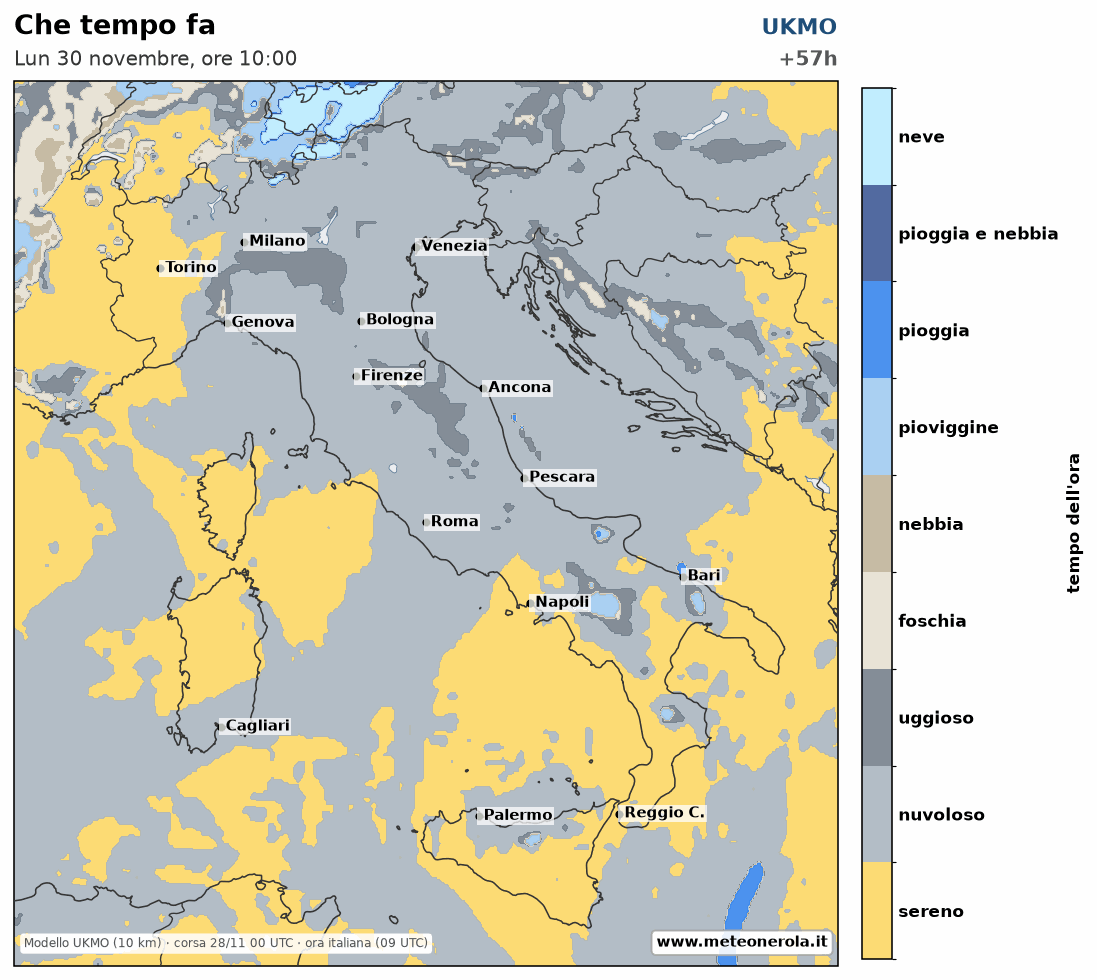 Che tempo fa
UKMO
Lun 30 novembre, ore 10:00
+57h
Milano
Venezia
Torino
Bologna
Genova
Firenze
Ancona
Pescara
Roma
Bari
Napoli
Cagliari
Palermo
Reggio C.
Modello UKMO (10 km) · corsa 28/11 00 UTC · ora italiana (09 UTC)
www.meteonerola.it
neve
pioggia e nebbia
pioggia
pioviggine
nebbia
foschia
uggioso
nuvoloso
sereno
tempo dell'ora